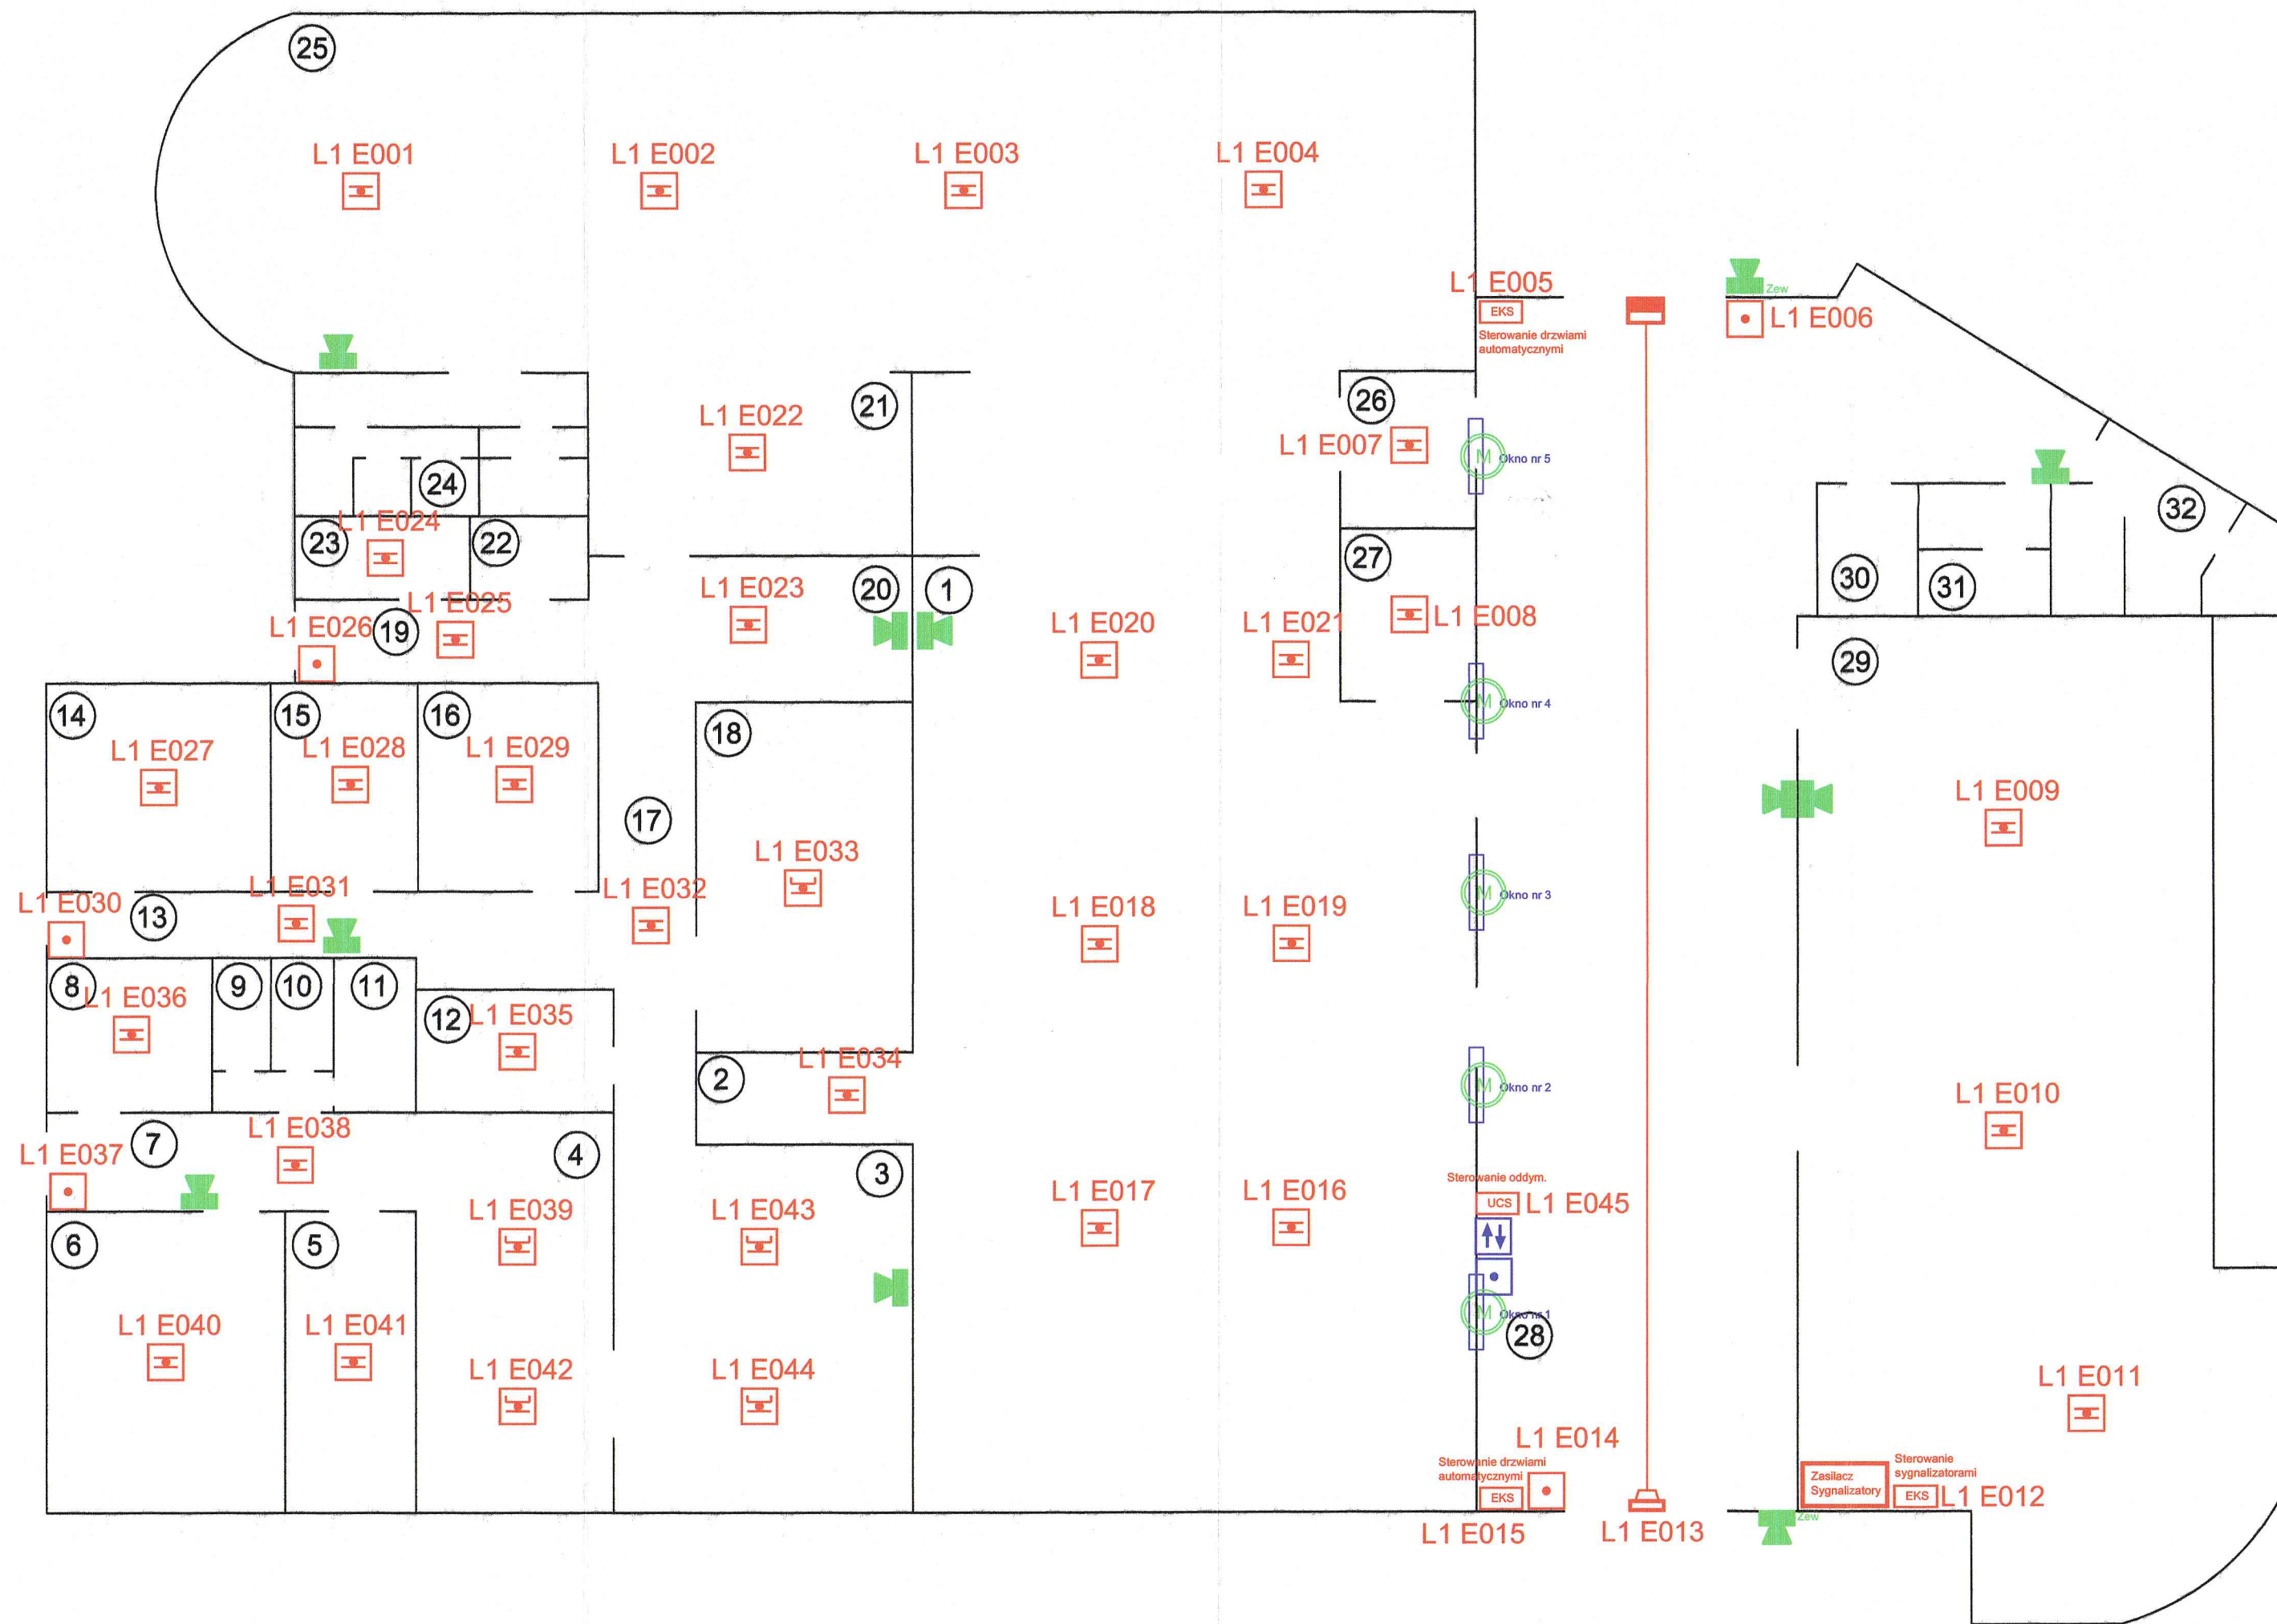 25
L1 E001
L1 E002
L1 E003
L1 E004
L1 E005
EKS
Sterowanie drzwiami
automatycznymi
Zew
L1 E006
21
26
L1 E022
L1 E007
M
Okno nr 5
24
32
23
L1 E024
22
27
30
31
L1 E023
20
1
L1 E008
L1 E025
L1 E026
19
L1 E020
L1 E021
29
14
15
16
18
M
Okno nr 4
L1 E027
L1 E028
L1 E029
L1 E009
17
L1 E033
L1 E031
L1 E032
L1 E030
13
L1 E018
L1 E019
M
Okno nr 3
8
L1 E036
9
10
11
12
L1 E035
L1 E034
2
M
Okno nr 2
L1 E010
7
L1 E038
4
L1 E037
3
Sterowanie oddym.
UCS
L1 E045
L1 E039
L1 E043
L1 E017
L1 E016
6
5
L1 E040
L1 E041
M
Okno nr 1
28
L1 E042
L1 E044
L1 E011
L1 E014
Sterowanie drzwiami
automatycznymi
EKS
L1 E015
L1 E013
Zasilacz
Sygnalizatory
Sterowanie
sygnalizatorami
EKS
L1 E012
Zew